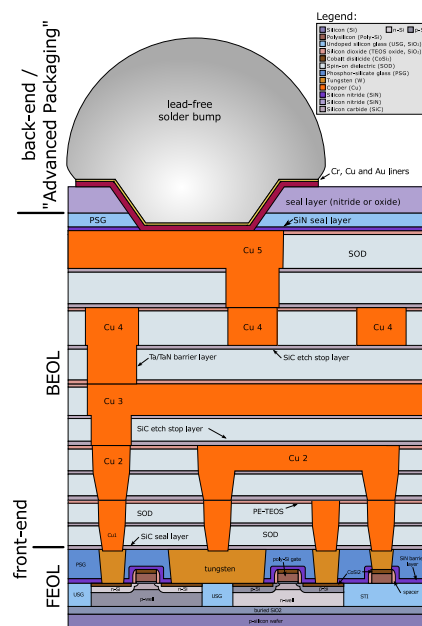 Legend:
Silicon (Si)
n-Si
p-Si
Polysilicon (Poly-Si)
Undoped silicon glass (USG, SiO₂)
Silicon dioxide (TEOS oxide, SiO₂)
Cobalt disilicide (CoSi₂)
Spin-on dielectric (SOD)
Phosphor-silicate glass (PSG)
Tungsten (W)
Copper (Cu)
Silicon nitride (SiN)
Silicon nitride (SiN)
Silicon carbide (SiC)
back-end /
"Advanced Packaging"
lead-free
solder bump
Cr, Cu and Au liners
seal layer (nitride or oxide)
PSG
SiN seal layer
Cu 5
SOD
BEOL
Cu 4
Cu 4
Cu 4
Ta/TaN barrier layer
SiC etch stop layer
Cu 3
SiC etch stop layer
Cu 2
Cu 2
PE-TEOS
SOD
SOD
Cu1
SiC seal layer
front-end
FEOL
PSG
tungsten
poly-Si gate
CoSi2
SiN barrier
layer
spacer
USG
n-Si
n-Si
p-well
USG
p-Si
p-Si
n-well
STI
buried SiO2
p-silicon wafer